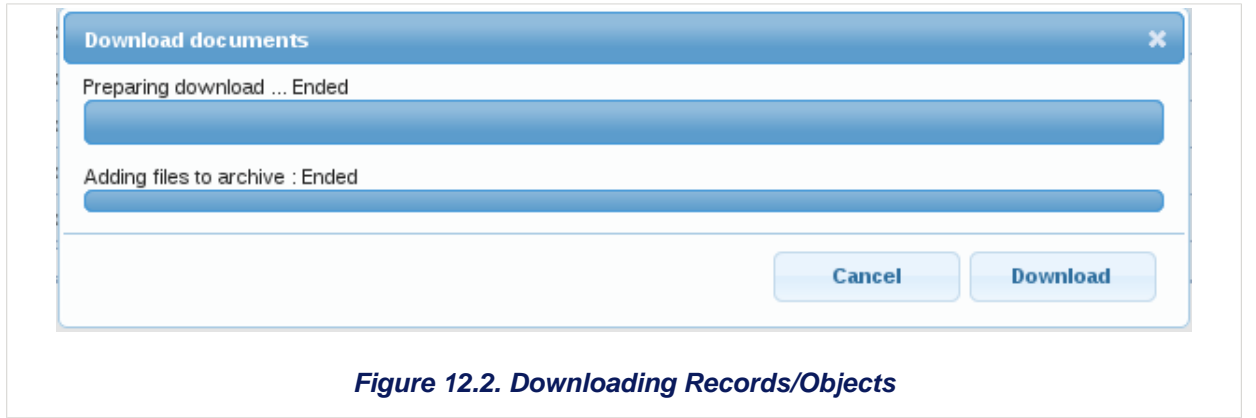 Download documents
Preparing download ... Ended
Adding files to archive : Ended
Cancel Download
Figure 12.2. Downloading Records/Objects